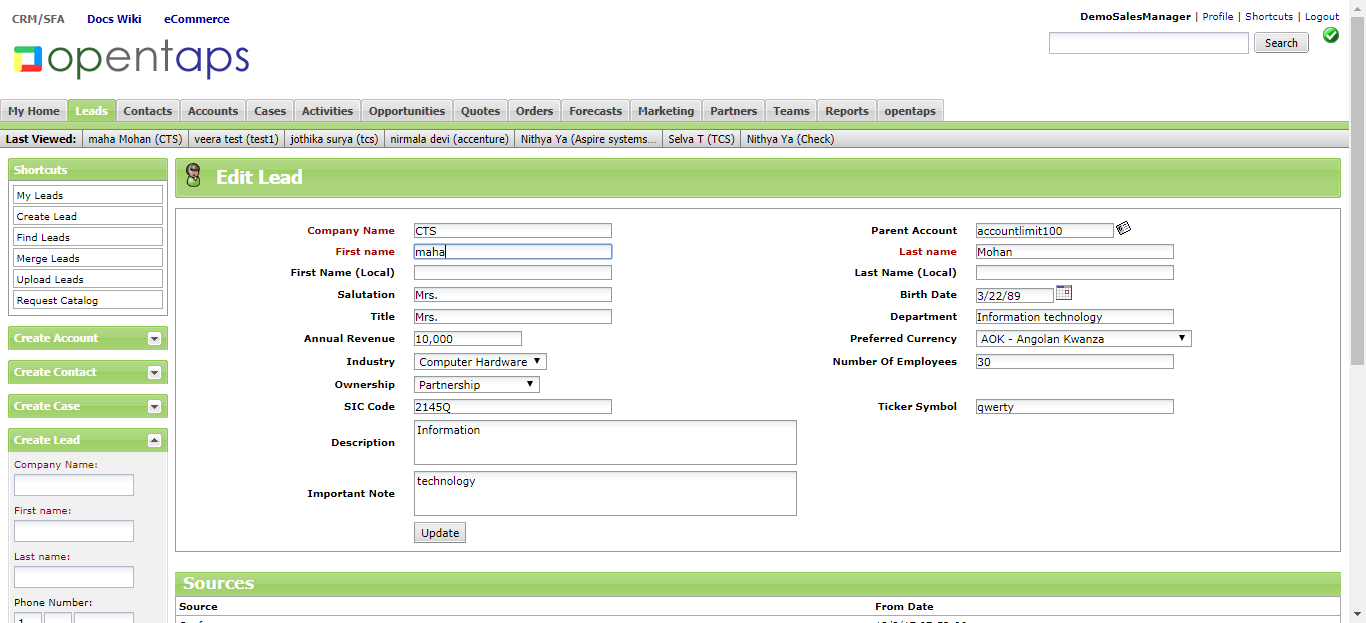 CRM/SFA Docs Wiki eCommerce
DemoSalesManager | Profile | Shortcuts | Logout
opentaps
Search
My Home Leads Contacts Accounts Cases Activities Opportunities Quotes Orders Forecasts Marketing Partners Teams Reports opentaps
Last Viewed: maha Mohan (CTS) veera test (test1) jothika surya (tcs) nirmala devi (accenture) Nithya Ya (Aspire systems... Selva T (TCS) Nithya Ya (Check)
Shortcuts
My Leads
Create Lead
Find Leads
Merge Leads
Upload Leads
Request Catalog
Create Account
Create Contact
Create Case
Create Lead
Company Name:
First name:
Last name:
Phone Number:
1
Edit Lead
Company Name CTS Parent Account accountlimit100
First name maha Last name Mohan
First Name (Local) Last Name (Local)
Salutation Mrs. Birth Date 3/22/89
Title Mrs. Department Information technology
Annual Revenue 10,000 Preferred Currency AOK - Angolan Kwanza
Industry Computer Hardware Number Of Employees 30
Ownership Partnership
SIC Code 2145Q Ticker Symbol qwerty
Description Information
Important Note technology
Update
Sources
Source From Date